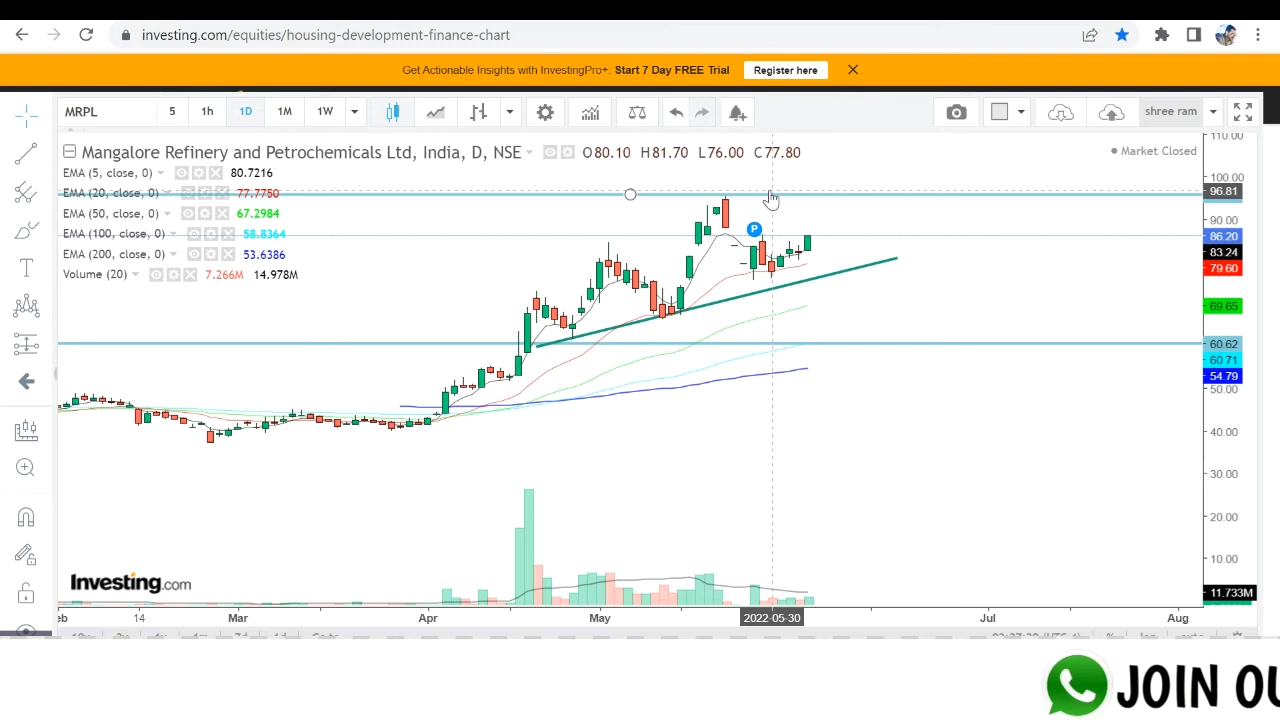 investing.com/equities/housing-development-finance-chart
Get Actionable Insights with InvestingPro+. Start 7 Day FREE Trial Register here
MRPL 5 1h 1D 1M 1W shree ram
Mangalore Refinery and Petrochemicals Ltd, India, D, NSE O80.10 H81.70 L76.00 C77.80 Market Closed
EMA (5, close, 0) 80.7216
EMA (20, close, 0) 77.7750
EMA (50, close, 0) 67.2984
EMA (100, close, 0) 58.8364
EMA (200, close, 0) 53.6386
Volume (20) 7.266M 14.978M
P
110.00
100.00
96.81
90.00
86.20
83.24
79.60
69.65
60.62
60.71
54.79
50.00
40.00
30.00
20.00
10.00
11.733M
Investing.com
14 Mar Apr May 2022-05-30 Jul Aug
JOIN